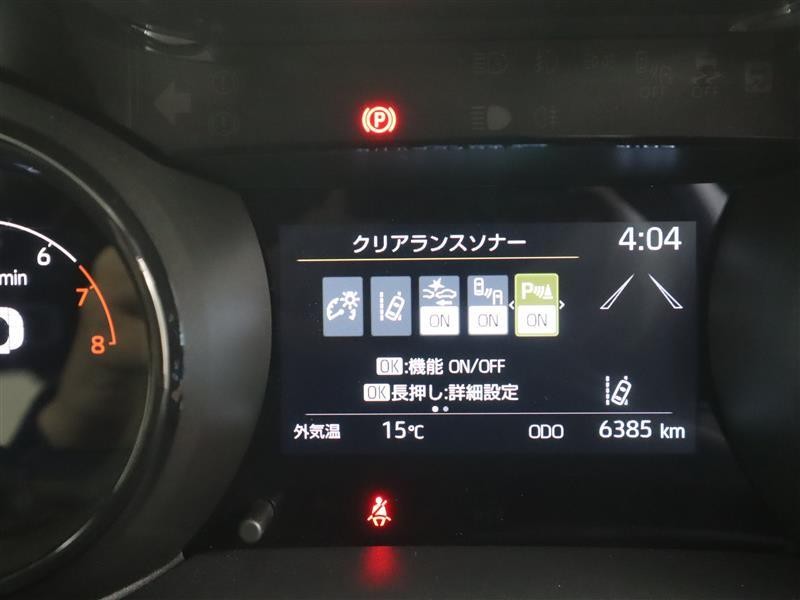 P
クリアランスソナー 4:04
6
min
7
8
ON ON P ON
OK:機能 ON/OFF
OK長押し:詳細設定
外気温 15℃ ODO 6385 km
OFF OFF